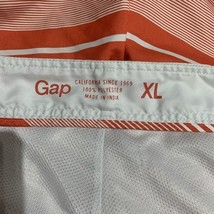 Gap
CALIFORNIA SINCE 1969
100% POLYESTER
MADE IN INDIA
XL